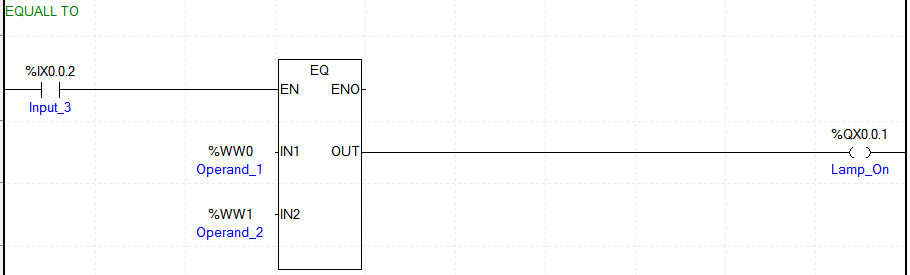 EQUALL TO
%IX0.0.2
Input_3
EQ
EN ENO
%QX0.0.1
Lamp_On
%WW0 IN1 OUT
Operand_1
%WW1 IN2
Operand_2